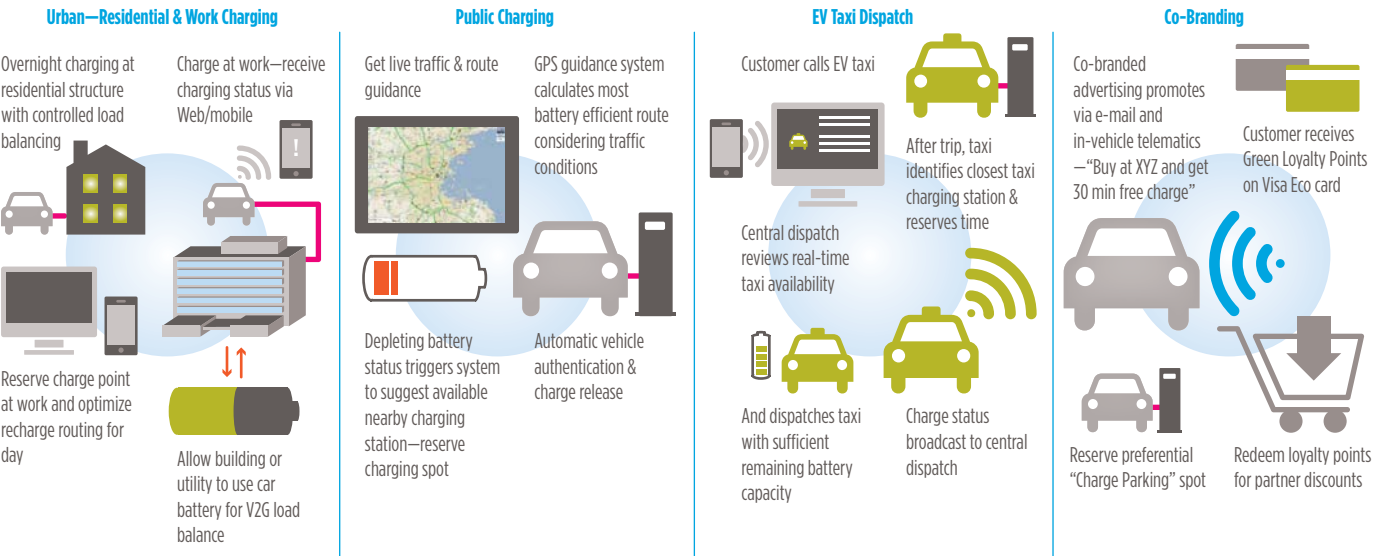 Urban—Residential & Work Charging
Overnight charging at
residential structure
with controlled load
balancing
Charge at work—receive
charging status via
Web/mobile
!
Reserve charge point
at work and optimize
recharge routing for
day
Allow building or
utility to use car
battery for V2G load
balance
Public Charging
Get live traffic & route
guidance
GPS guidance system
calculates most
battery efficient route
considering traffic
conditions
Depleting battery
status triggers system
to suggest available
nearby charging
station—reserve
charging spot
Automatic vehicle
authentication &
charge release
EV Taxi Dispatch
Customer calls EV taxi
Central dispatch
reviews real-time
taxi availability
And dispatches taxi
with sufficient
remaining battery
capacity
After trip, taxi
identifies closest taxi
charging station &
reserves time
Charge status
broadcast to central
dispatch
Co-Branding
Co-branded
advertising promotes
via e-mail and
in-vehicle telematics
—“Buy at XYZ and get
30 min free charge”
Customer receives
Green Loyalty Points
on Visa Eco card
Reserve preferential
“Charge Parking” spot
Redeem loyalty points
for partner discounts